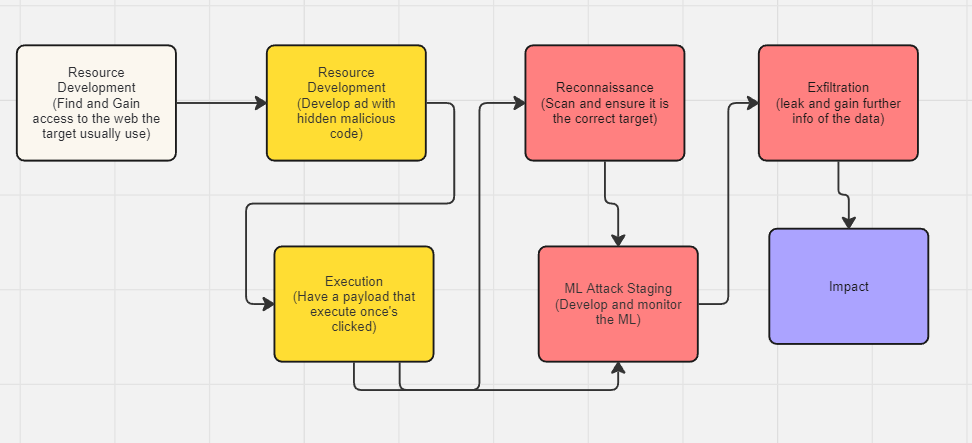 Resource
Development
(Find and Gain
access to the web the
target usually use)
Resource
Development
(Develop ad with
hidden malicious
code)
Reconnaissance
(Scan and ensure it is
the correct target)
Exfiltration
(leak and gain further
info of the data)
Execution
(Have a payload that
execute once's
clicked)
ML Attack Staging
(Develop and monitor
the ML)
Impact